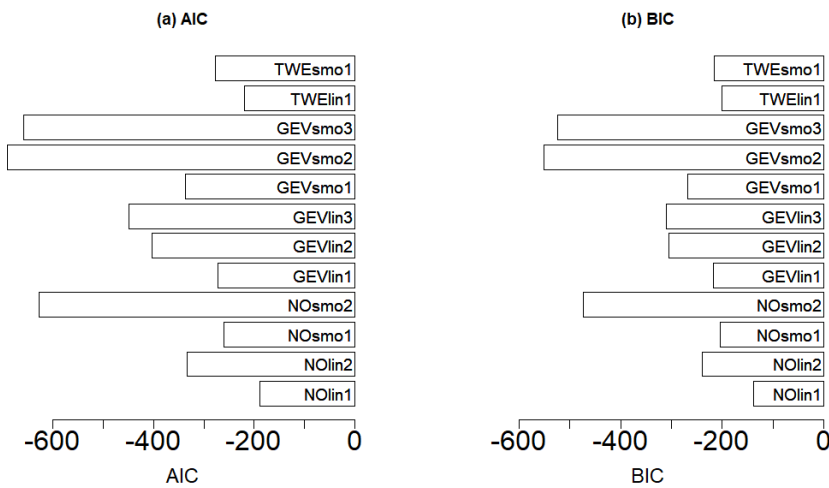 (a) AIC
TWEsmo1
TWElin1
GEVsmo3
GEVsmo2
GEVsmo1
GEVlin3
GEVlin2
GEVlin1
NOsmo2
NOsmo1
NOlin2
NOlin1
-600 -400 -200 0
AIC
(b) BIC
TWEsmo1
TWElin1
GEVsmo3
GEVsmo2
GEVsmo1
GEVlin3
GEVlin2
GEVlin1
NOsmo2
NOsmo1
NOlin2
NOlin1
-600 -400 -200 0
BIC